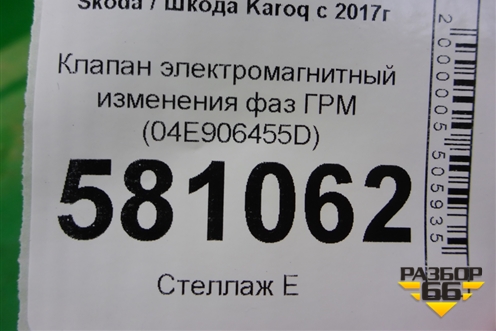 Skoda / Шкода Karoq с 2017г
Клапан электромагнитный
изменения фаз ГРМ
(04E906455D)
581062
Стеллаж Е
2000005505935
РАЗБОР
66